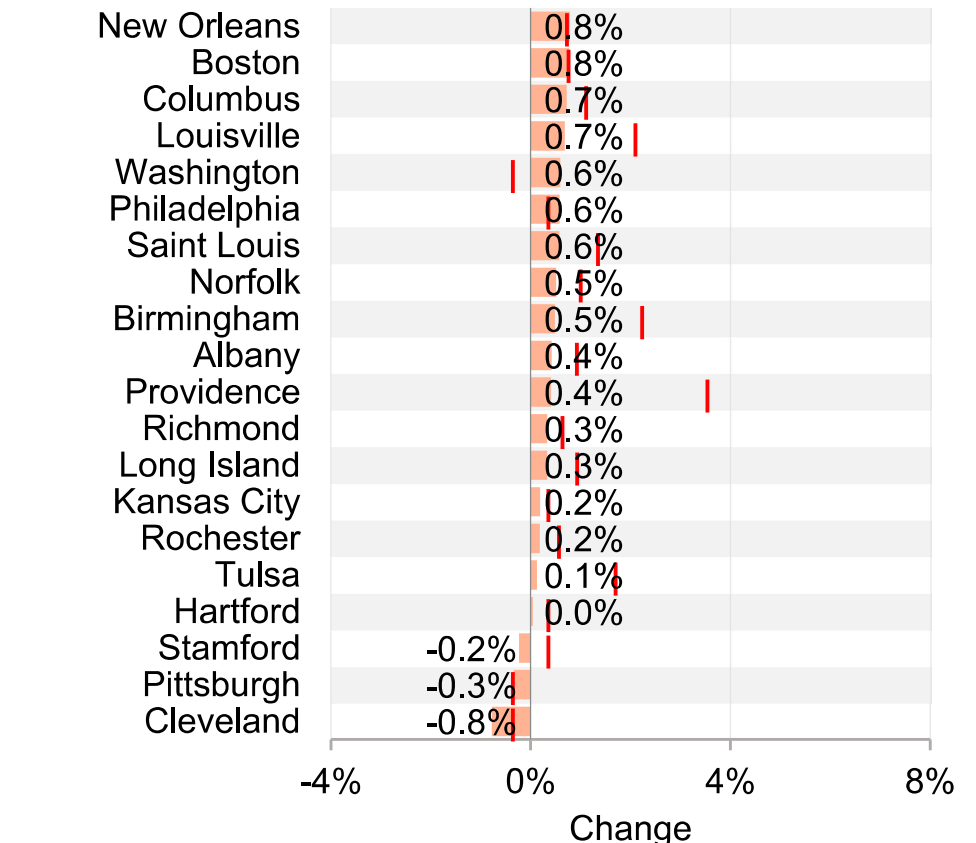 New Orleans 0.8%
Boston 0.8%
Columbus 0.7%
Louisville 0.7%
Washington 0.6%
Philadelphia 0.6%
Saint Louis 0.6%
Norfolk 0.5%
Birmingham 0.5%
Albany 0.4%
Providence 0.4%
Richmond 0.3%
Long Island 0.3%
Kansas City 0.2%
Rochester 0.2%
Tulsa 0.1%
Hartford 0.0%
Stamford -0.2%
Pittsburgh -0.3%
Cleveland -0.8%
-4% 0% 4% 8%
Change